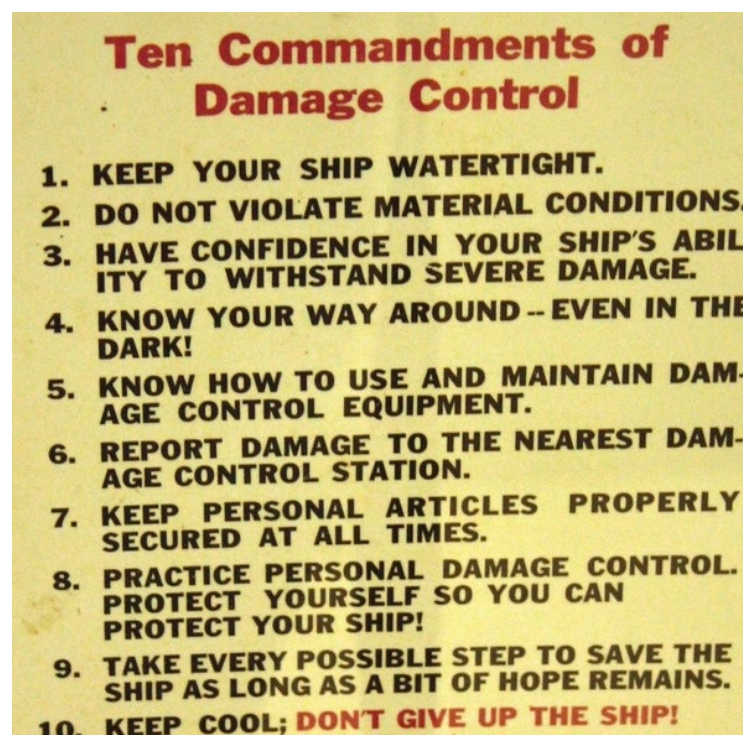 Ten Commandments of
Damage Control
1. KEEP YOUR SHIP WATERTIGHT.
2. DO NOT VIOLATE MATERIAL CONDITIONS.
3. HAVE CONFIDENCE IN YOUR SHIP'S ABIL-
ITY TO WITHSTAND SEVERE DAMAGE.
4. KNOW YOUR WAY AROUND -- EVEN IN THE
DARK!
5. KNOW HOW TO USE AND MAINTAIN DAM-
AGE CONTROL EQUIPMENT.
6. REPORT DAMAGE TO THE NEAREST DAM-
AGE CONTROL STATION.
7. KEEP PERSONAL ARTICLES PROPERLY
SECURED AT ALL TIMES.
8. PRACTICE PERSONAL DAMAGE CONTROL.
PROTECT YOURSELF SO YOU CAN
PROTECT YOUR SHIP!
9. TAKE EVERY POSSIBLE STEP TO SAVE THE
SHIP AS LONG AS A BIT OF HOPE REMAINS.
10. KEEP COOL; DON'T GIVE UP THE SHIP!